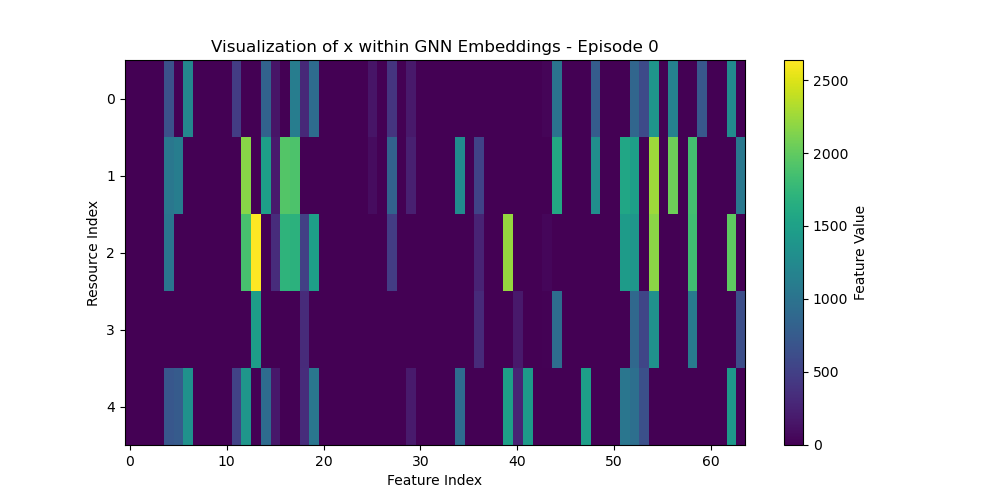 Visualization of x within GNN Embeddings - Episode 0
Resource Index
0
1
2
3
4
0 10 20 30 40 50 60
Feature Index
2500
2000
1500
1000
500
0
Feature Value